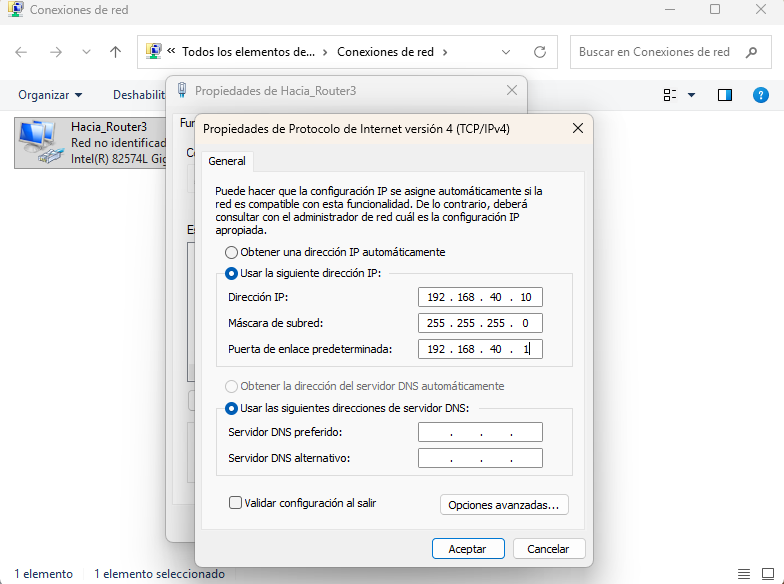 Conexiones de red
« Todos los elementos de... › Conexiones de red ›
Buscar en Conexiones de red
Organizar
Deshabilit
Propiedades de Hacia_Router3
Hacia_Router3
Red no identificad
Intel(R) 82574L Gig
Propiedades de Protocolo de Internet versión 4 (TCP/IPv4)
General
Puede hacer que la configuración IP se asigne automáticamente si la
red es compatible con esta funcionalidad. De lo contrario, deberá
consultar con el administrador de red cuál es la configuración IP
apropiada.
Obtener una dirección IP automáticamente
Usar la siguiente dirección IP:
Dirección IP: 192 . 168 . 40 . 10
Máscara de subred: 255 . 255 . 255 . 0
Puerta de enlace predeterminada: 192 . 168 . 40 . 1
Obtener la dirección del servidor DNS automáticamente
Usar las siguientes direcciones de servidor DNS:
Servidor DNS preferido: . . .
Servidor DNS alternativo: . . .
Validar configuración al salir
Opciones avanzadas...
Aceptar
Cancelar
1 elemento
1 elemento seleccionado